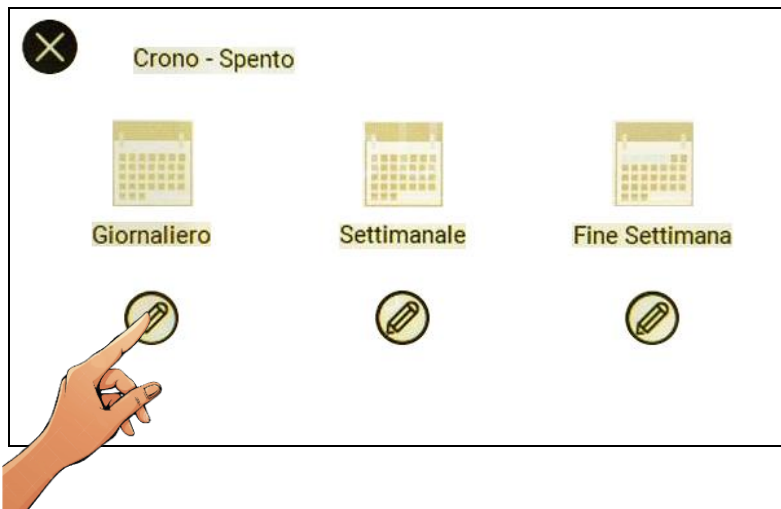 Crono - Spento
Giornaliero
Settimanale
Fine Settimana